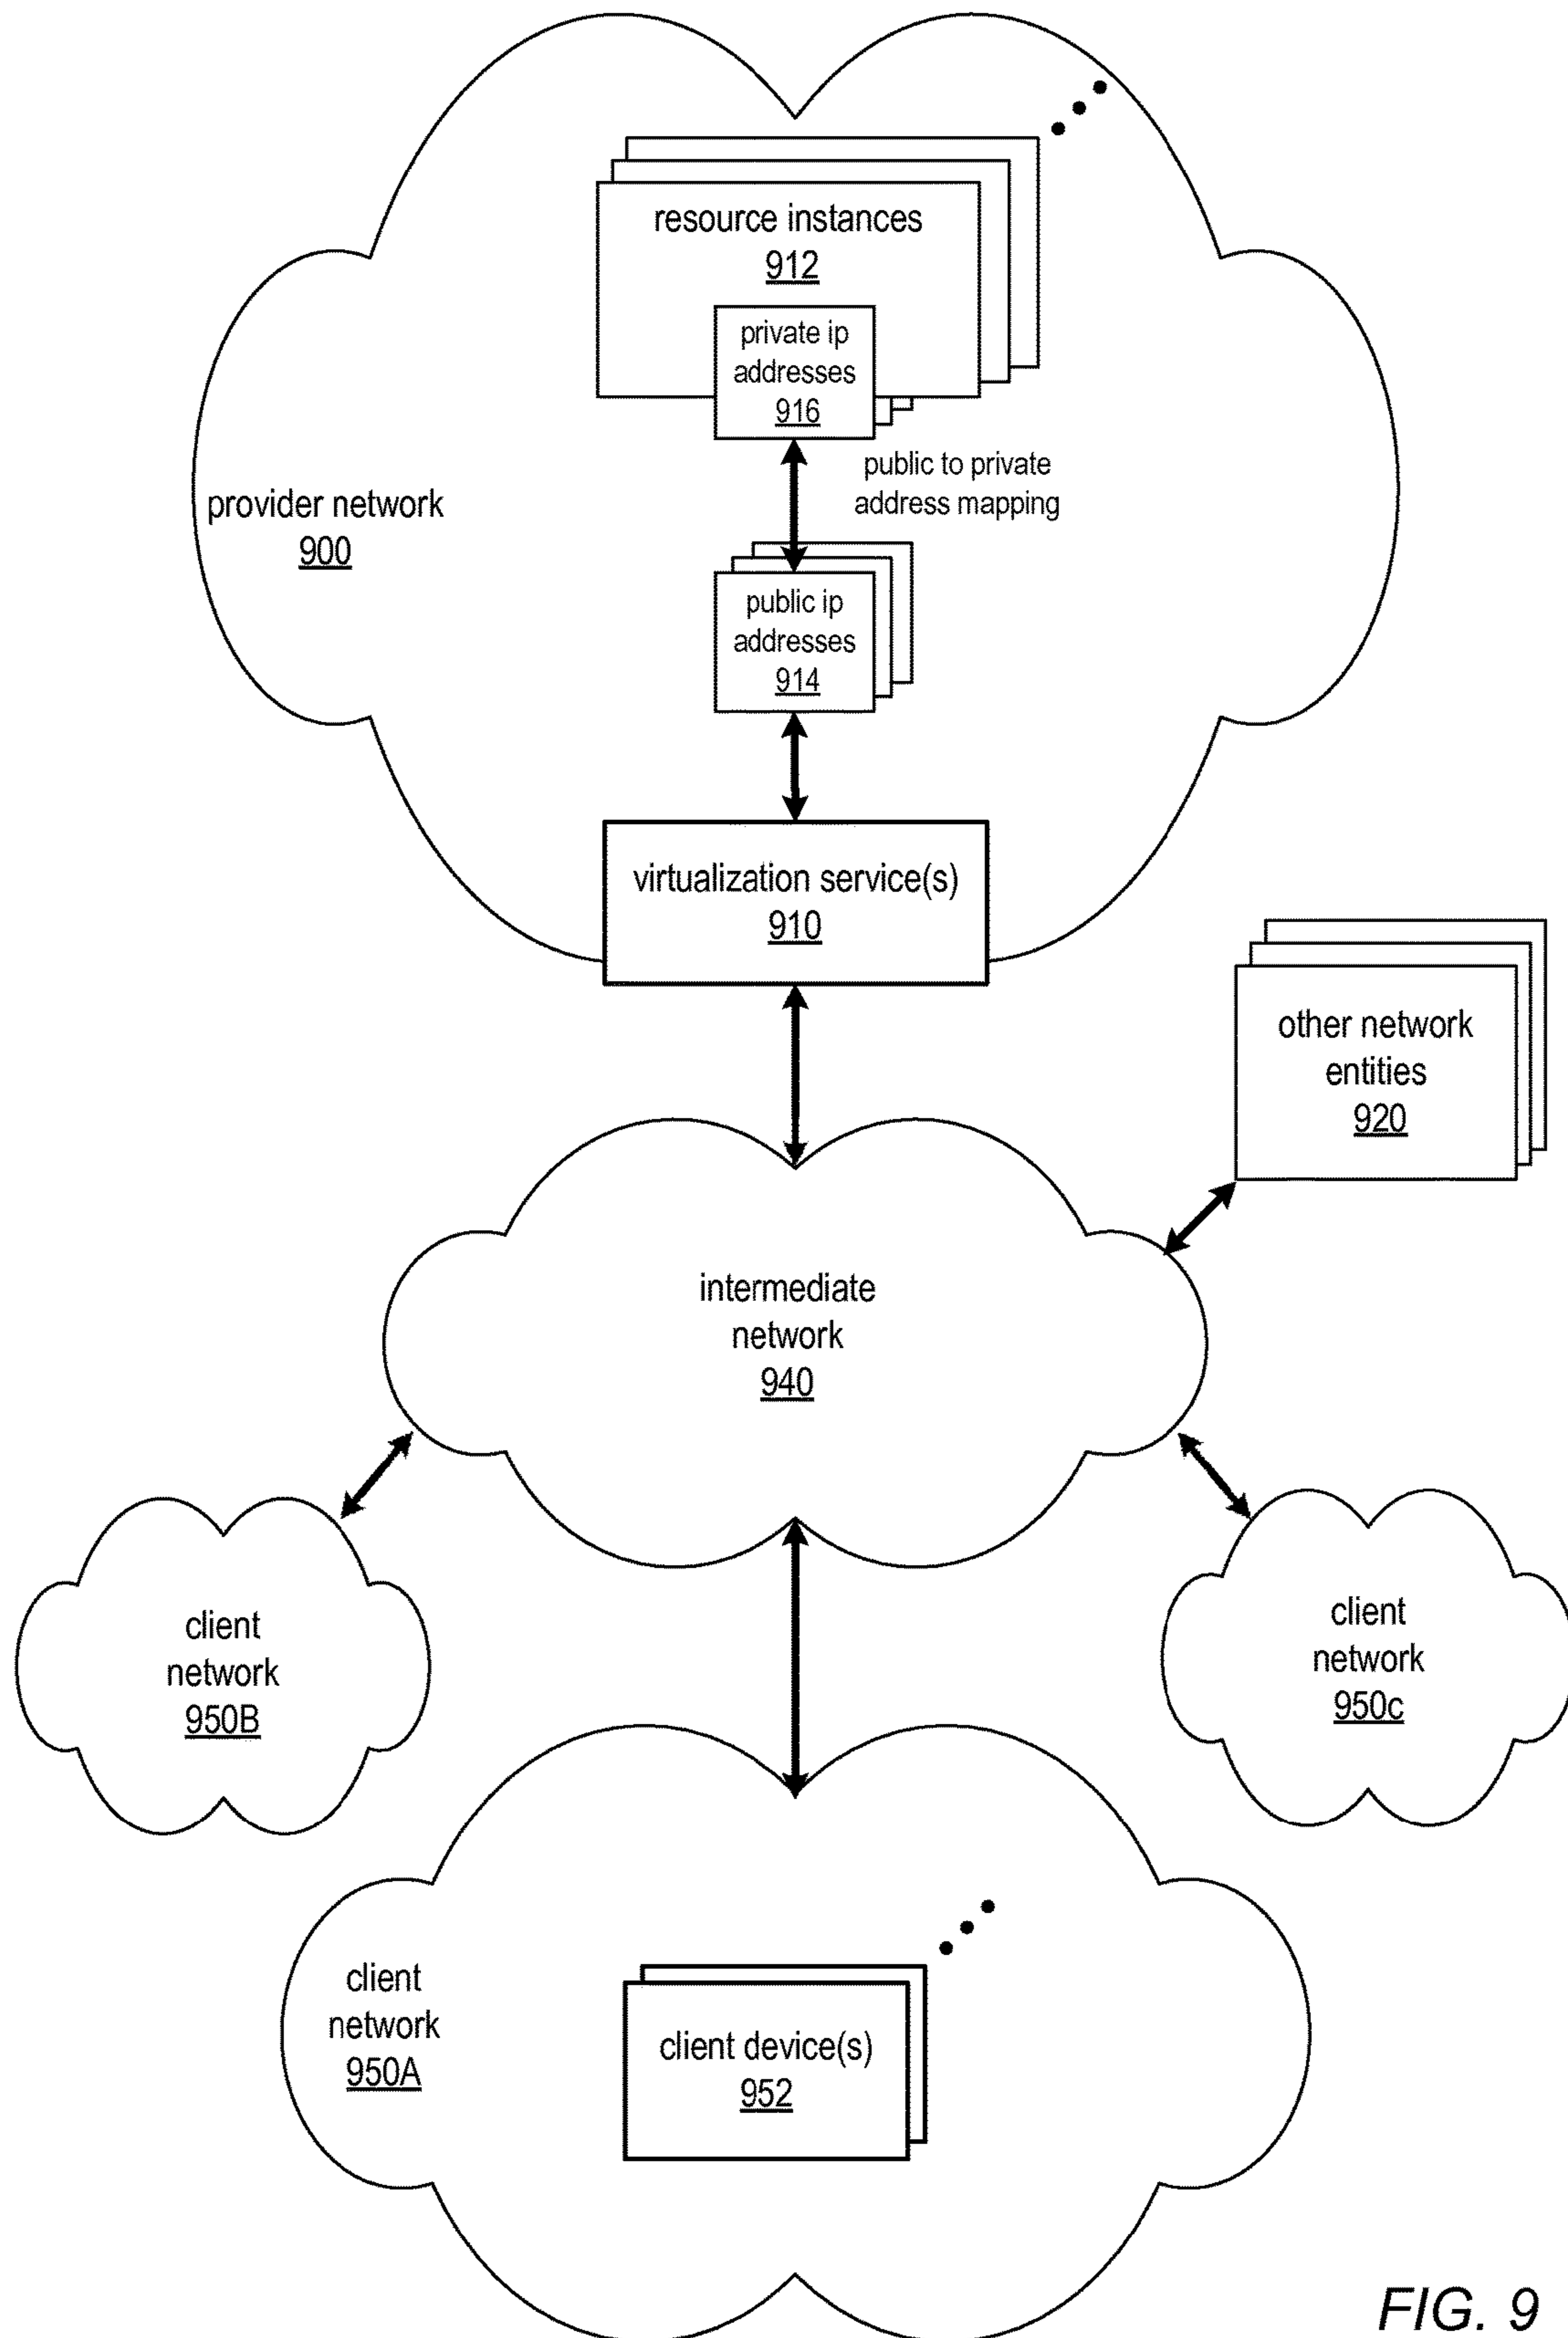 resource instances
912
private ip
addresses
916
public to private
address mapping
provider network
900
public ip
addresses
914
virtualization service(s)
910
other network
entities
920
intermediate
network
940
client
network
950B
client
network
950c
client
network
950A
client device(s)
952
FIG. 9